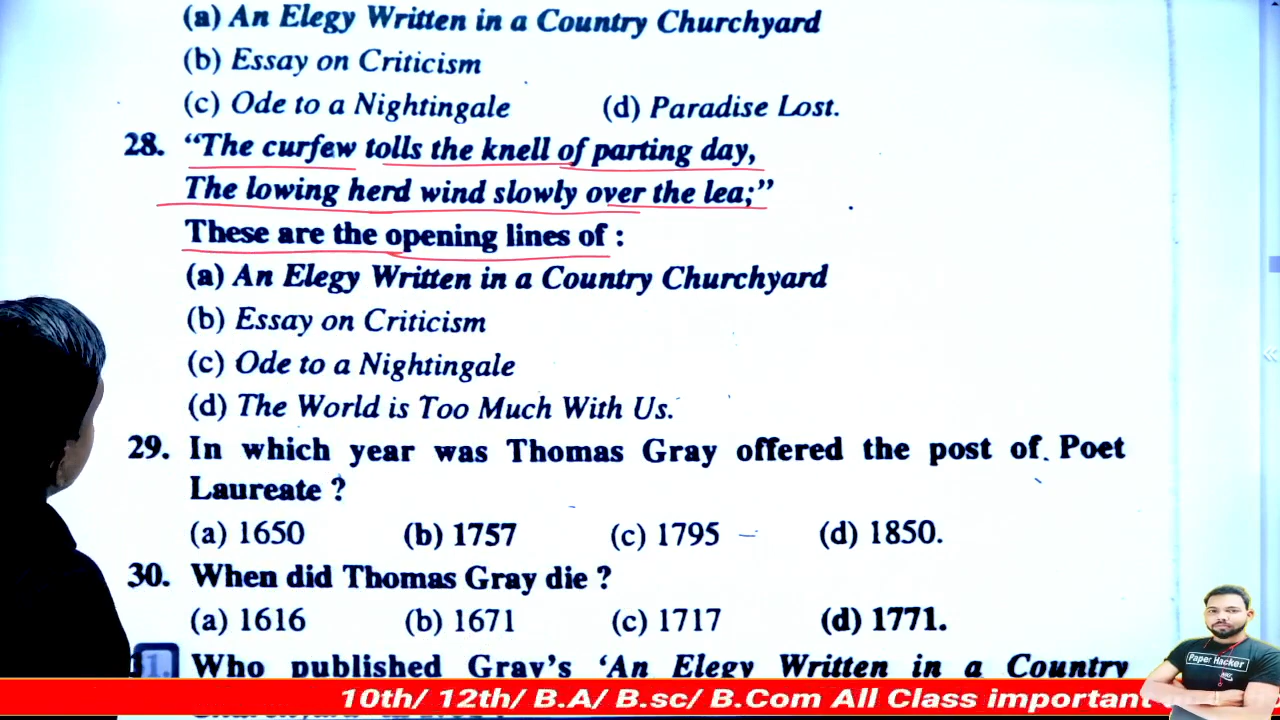 (a) An Elegy Written in a Country Churchyard
(b) Essay on Criticism
(c) Ode to a Nightingale (d) Paradise Lost.
28. “The curfew tolls the knell of parting day,
The lowing herd wind slowly over the lea;”
These are the opening lines of :
(a) An Elegy Written in a Country Churchyard
(b) Essay on Criticism
(c) Ode to a Nightingale
(d) The World is Too Much With Us.
29. In which year was Thomas Gray offered the post of Poet
Laureate ?
(a) 1650 (b) 1757 (c) 1795 (d) 1850.
30. When did Thomas Gray die ?
(a) 1616 (b) 1671 (c) 1717 (d) 1771.
31. Who published Gray's ‘An Elegy Written in a Country
Paper Hacker
10th/ 12th/ B.A/ B.sc/ B.Com All Class important